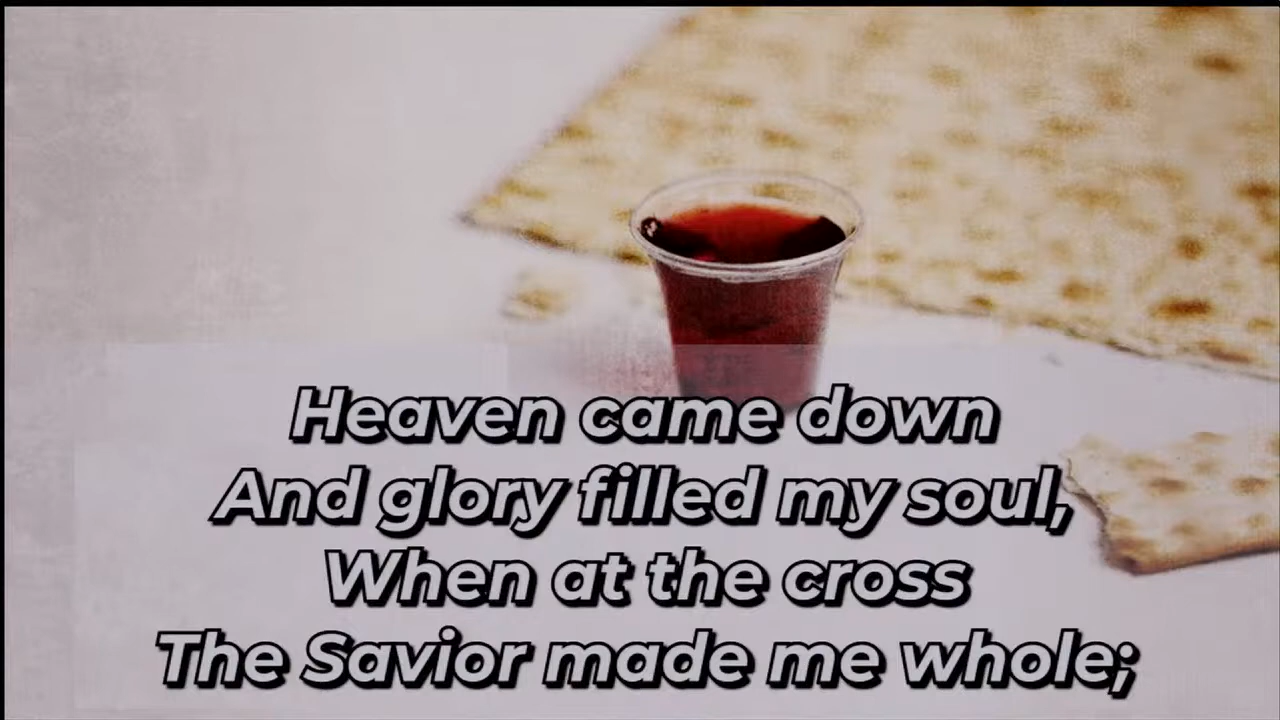 Heaven came down
And glory filled my soul,
When at the cross
The Savior made me whole;